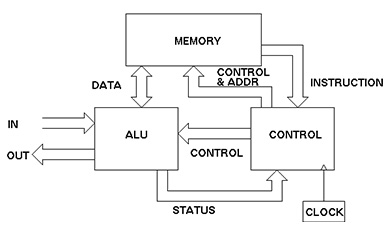 MEMORY
DATA
CONTROL
& ADDR
INSTRUCTION
IN
ALU
CONTROL
OUT
CONTROL
STATUS
CLOCK